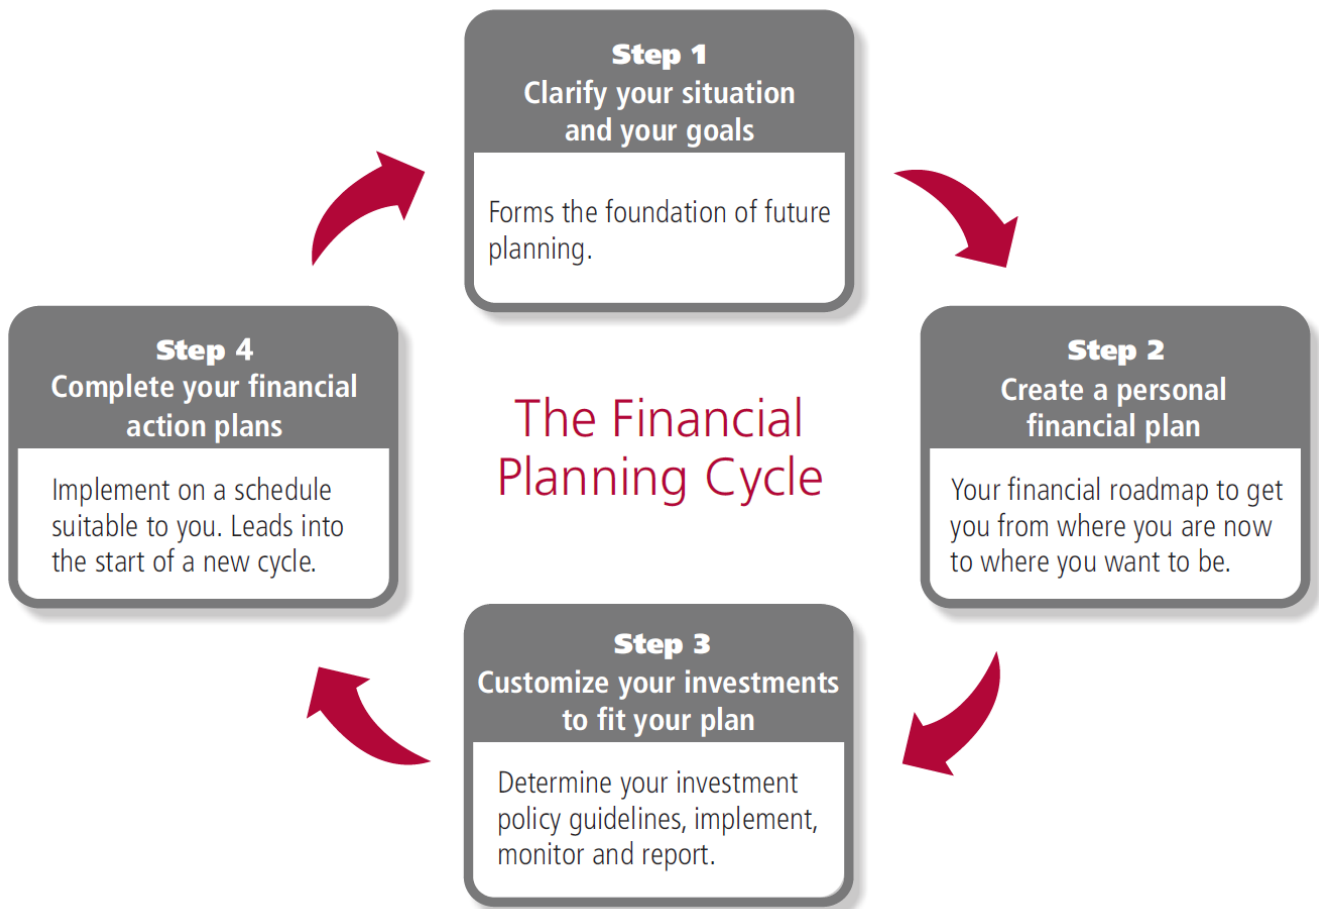 Step 1
Clarify your situation
and your goals
Forms the foundation of future
planning.
Step 2
Create a personal
financial plan
Your financial roadmap to get
you from where you are now
to where you want to be.
Step 3
Customize your investments
to fit your plan
Determine your investment
policy guidelines, implement,
monitor and report.
Step 4
Complete your financial
action plans
Implement on a schedule
suitable to you. Leads into
the start of a new cycle.
The Financial
Planning Cycle